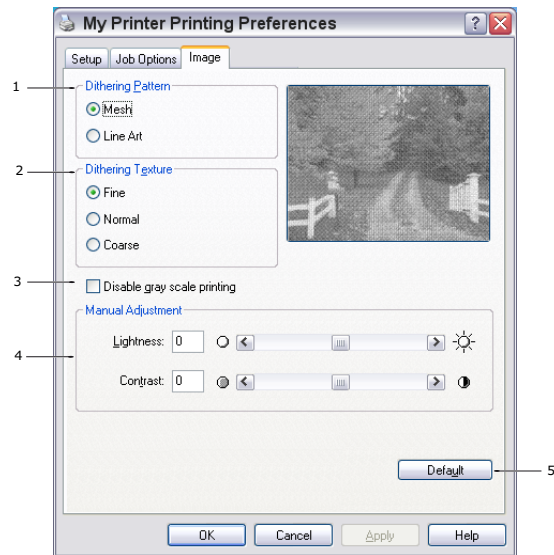 My Printer Printing Preferences
Setup Job Options Image
1 Dithering Pattern
Mesh
Line Art
2 Dithering Texture
Fine
Normal
Coarse
3 Disable gray scale printing
Manual Adjustment
Lightness: 0
4
Contrast: 0
Default 5
OK Cancel Apply Help